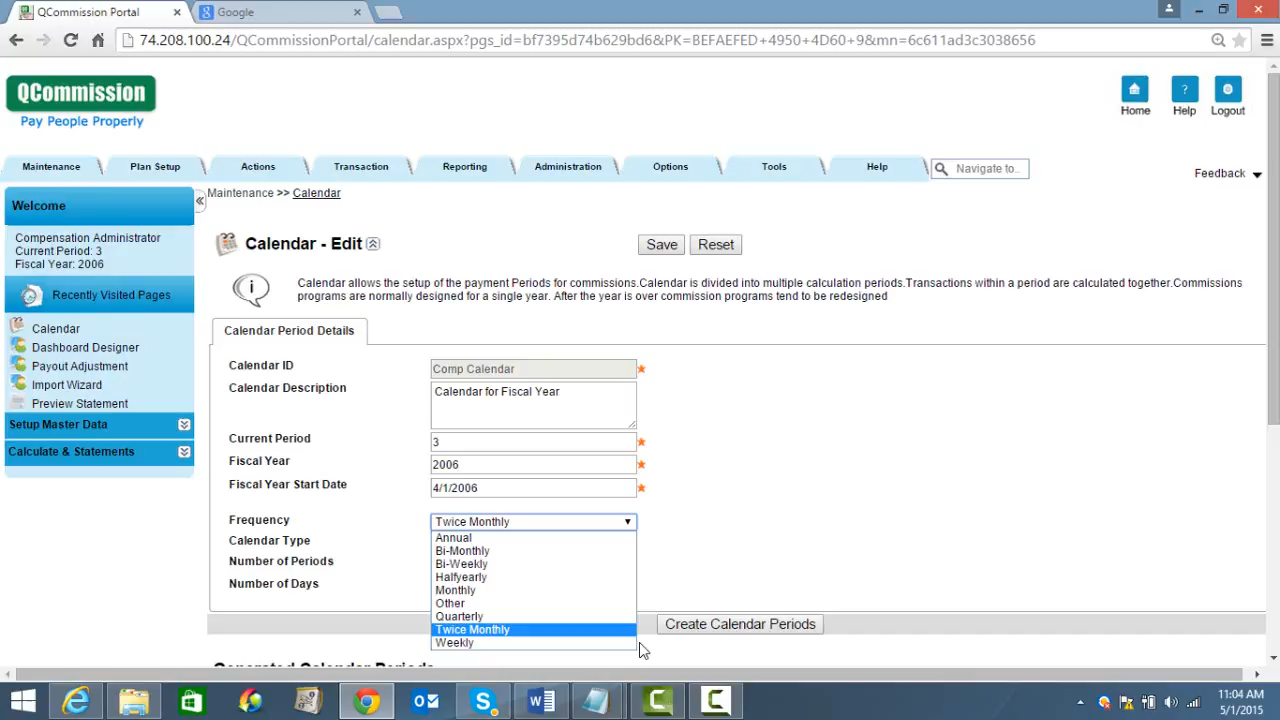 QCommission Portal
Google
74.208.100.24/QCommissionPortal/calendar.aspx?pgs_id=bf7395d74b629bd6&PK=BEFAEFED+4950+4D60+9&mn=6c611ad3c3038656
QCommission
Pay People Properly
Home
Help
Logout
Maintenance
Plan Setup
Actions
Transaction
Reporting
Administration
Options
Tools
Help
Navigate to..
Feedback
Welcome
Compensation Administrator
Current Period: 3
Fiscal Year: 2006
Recently Visited Pages
Calendar
Dashboard Designer
Payout Adjustment
Import Wizard
Preview Statement
Setup Master Data
Calculate & Statements
Maintenance >> Calendar
Calendar - Edit
Save
Reset
Calendar allows the setup of the payment Periods for commissions.Calendar is divided into multiple calculation periods.Transactions within a period are calculated together.Commissions
programs are normally designed for a single year. After the year is over commission programs tend to be redesigned
Calendar Period Details
Calendar ID
Comp Calendar
Calendar Description
Calendar for Fiscal Year
Current Period
3
Fiscal Year
2006
Fiscal Year Start Date
4/1/2006
Frequency
Twice Monthly
Calendar Type
Number of Periods
Number of Days
Annual
Bi-Monthly
Bi-Weekly
Halfyearly
Monthly
Other
Quarterly
Twice Monthly
Weekly
Create Calendar Periods
Generated Calendar Periods
11:04 AM
5/1/2015